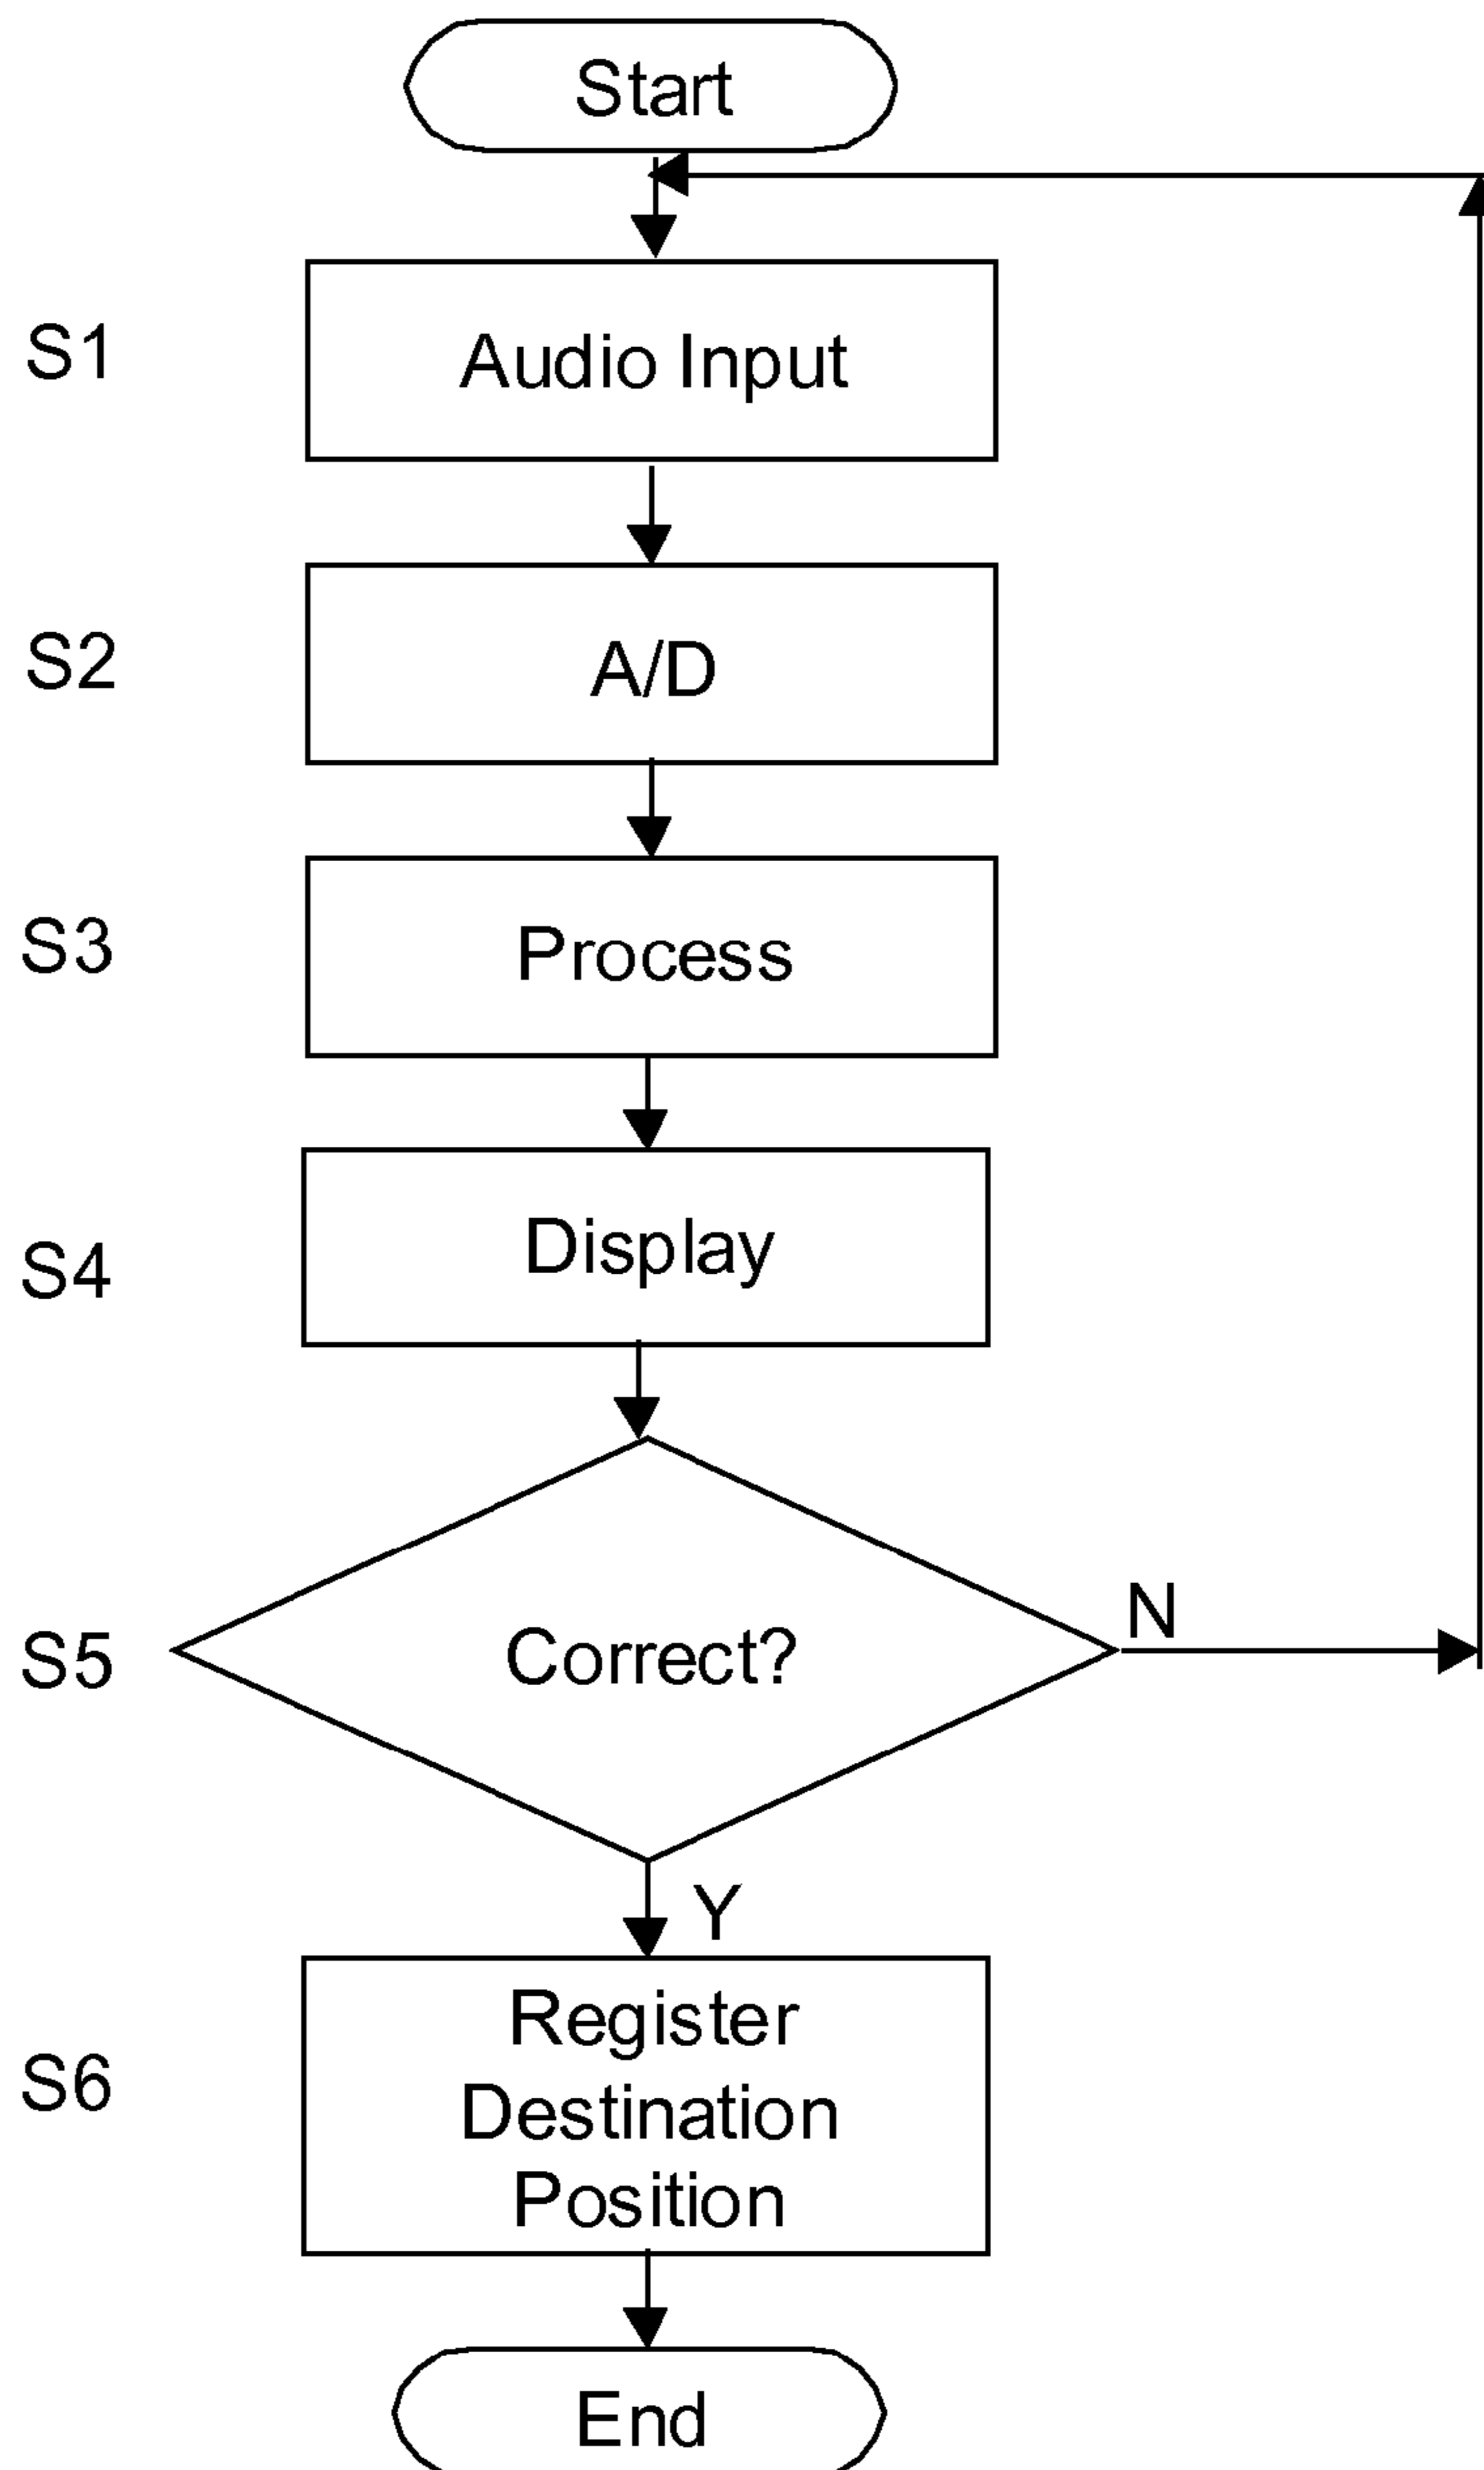 Start
S1
Audio Input
S2
A/D
S3
Process
S4
Display
S5
Correct?
N
Y
S6
Register
Destination
Position
End